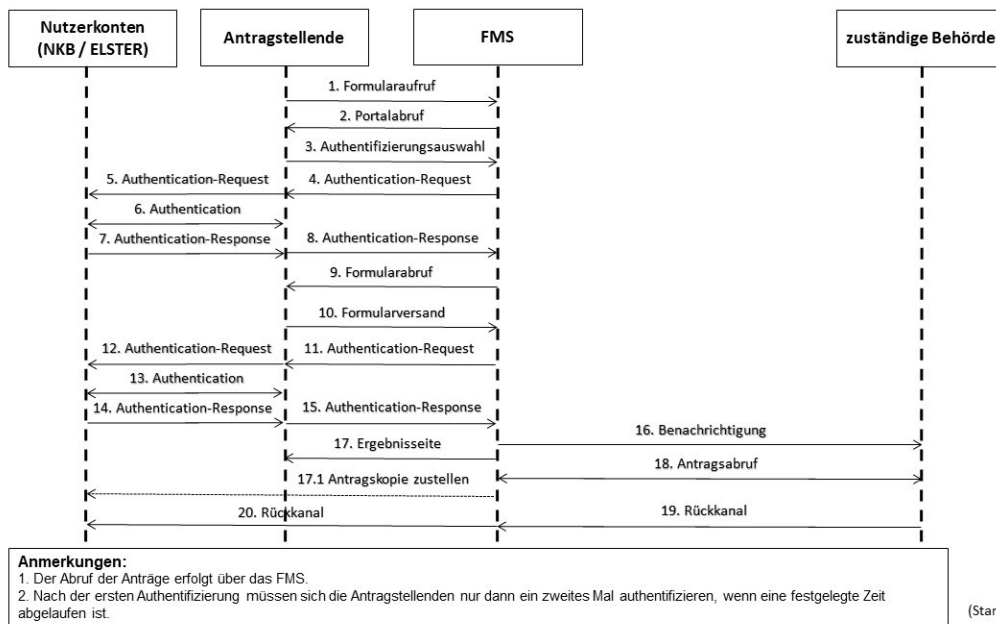 Nutzerkonten
(NKB / ELSTER)
Antragstellende
FMS
zuständige Behörde
1. Formularaufruf
2. Portalabruf
3. Authentifizierungsauswahl
5. Authentication-Request
4. Authentication-Request
6. Authentication
7. Authentication-Response
8. Authentication-Response
9. Formularabruf
10. Formularversand
12. Authentication-Request
11. Authentication-Request
13. Authentication
14. Authentication-Response
15. Authentication-Response
16. Benachrichtigung
17. Ergebnisseite
18. Antragsabruf
17.1 Antragskopie zustellen
20. Rückkanal
19. Rückkanal
Anmerkungen:
1. Der Abruf der Anträge erfolgt über das FMS.
2. Nach der ersten Authentifizierung müssen sich die Antragstellenden nur dann ein zweites Mal authentifizieren, wenn eine festgelegte Zeit
abgelaufen ist.
(Star